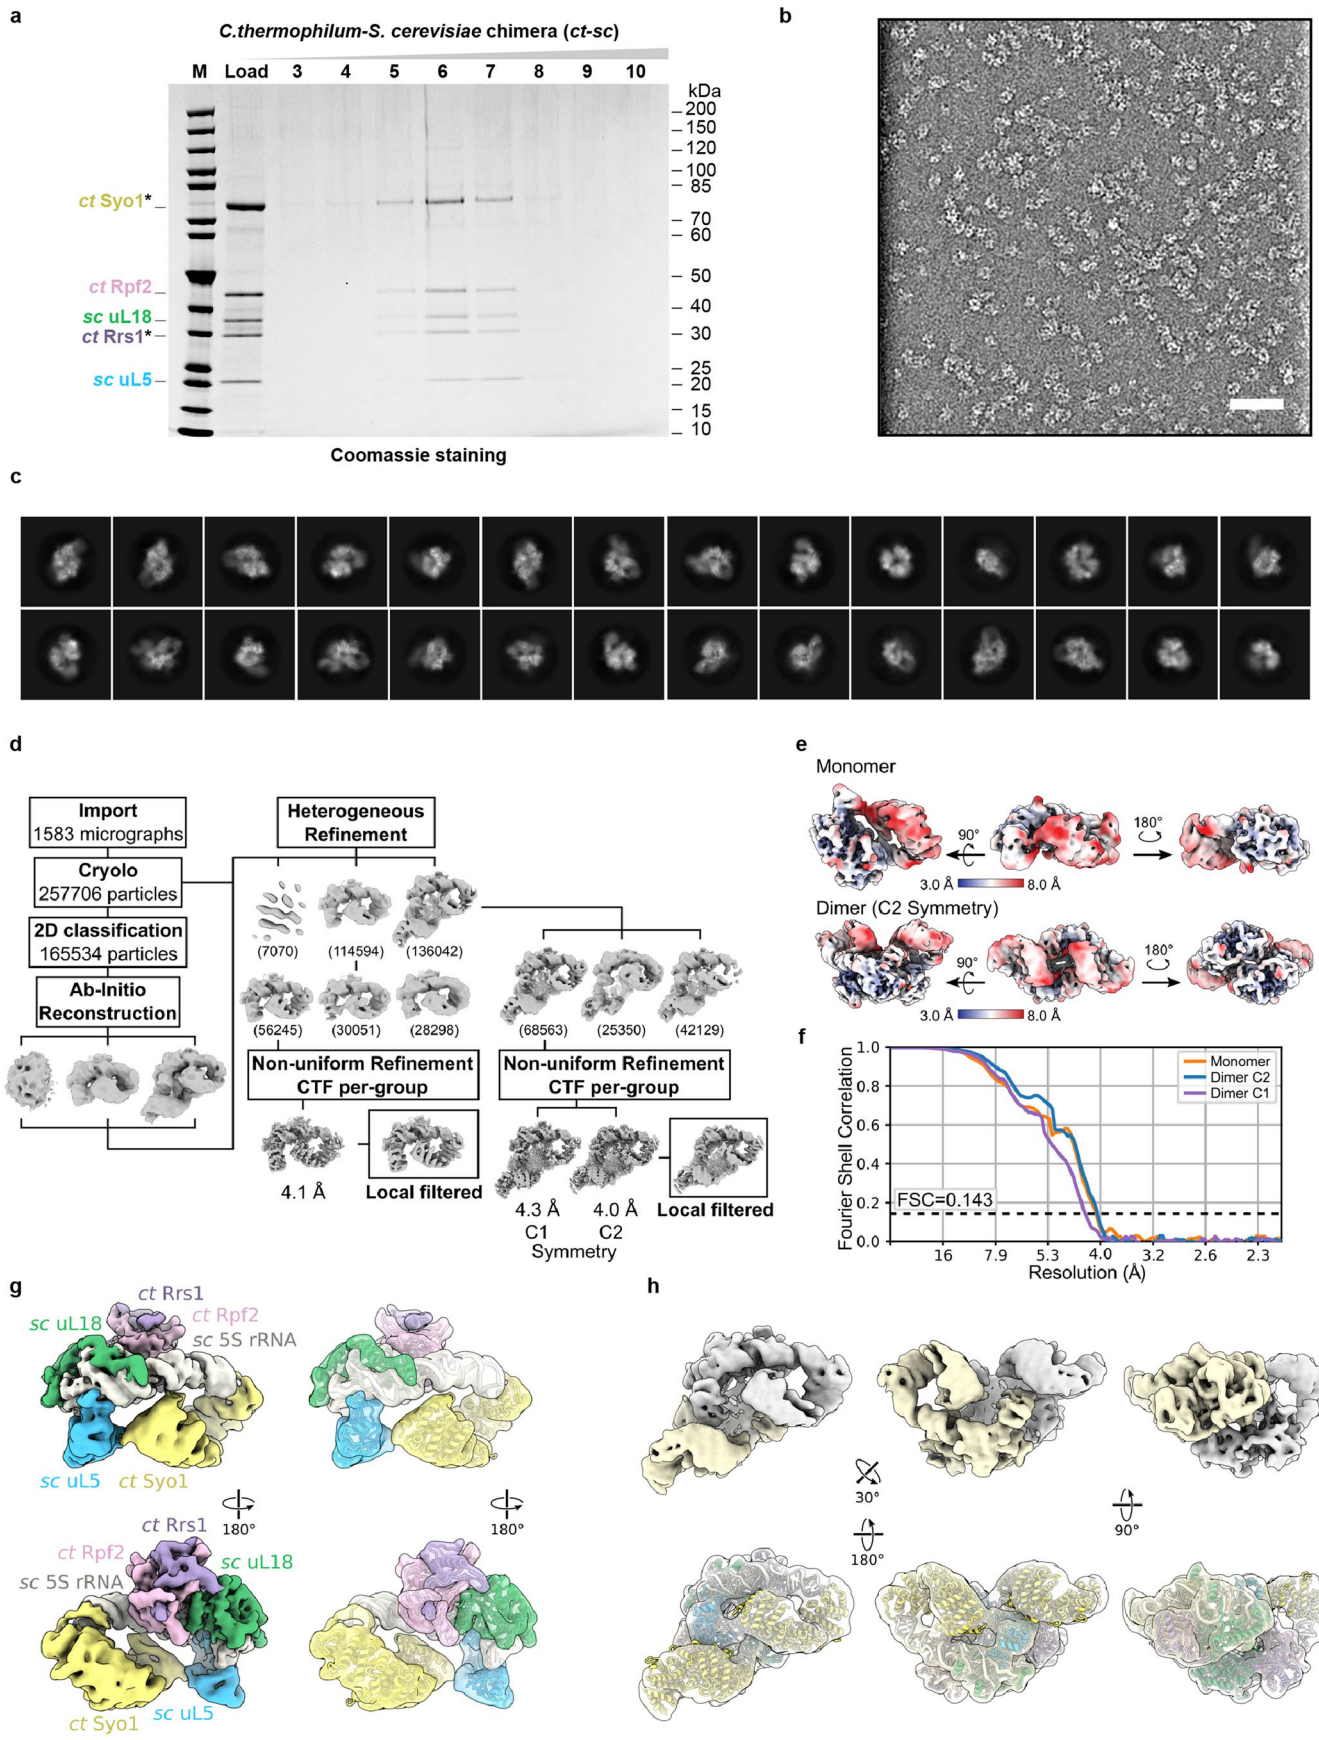 a
C.thermophilum-S. cerevisiae chimera (ct-sc)
M Load 3 4 5 6 7 8 9 10
kDa
200
150
120
100
85
70
60
50
40
30
25
20
15
10
ct Syo1*
ct Rpf2
sc uL18
ct Rrs1*
sc uL5
Coomassie staining
b
c
d
Import
1583 micrographs
Cryolo
257706 particles
2D classification
165534 particles
Ab-Initio
Reconstruction
Heterogeneous
Refinement
(7070) (114594) (136042)
(56245) (30051) (28298)
(68563) (25350) (42129)
Non-uniform Refinement
CTF per-group
Non-uniform Refinement
CTF per-group
4.1 Å
Local filtered
4.3 Å
C1
4.0 Å
C2
Symmetry
Local filtered
e
Monomer
90°
180°
3.0 Å 8.0 Å
Dimer (C2 Symmetry)
90°
180°
3.0 Å 8.0 Å
f
Fourier Shell Correlation
1.0
0.8
0.6
0.4
0.2
0.0
Monomer
Dimer C2
Dimer C1
FSC=0.143
16 7.9 5.3 4.0 3.2 2.6 2.3
Resolution (Å)
g
ct Rrs1
ct Rpf2
sc uL18
sc 5S rRNA
sc uL5
ct Syo1
180°
180°
ct Rrs1
ct Rpf2
sc uL18
sc 5S rRNA
ct Syo1
sc uL5
h
30°
180°
90°